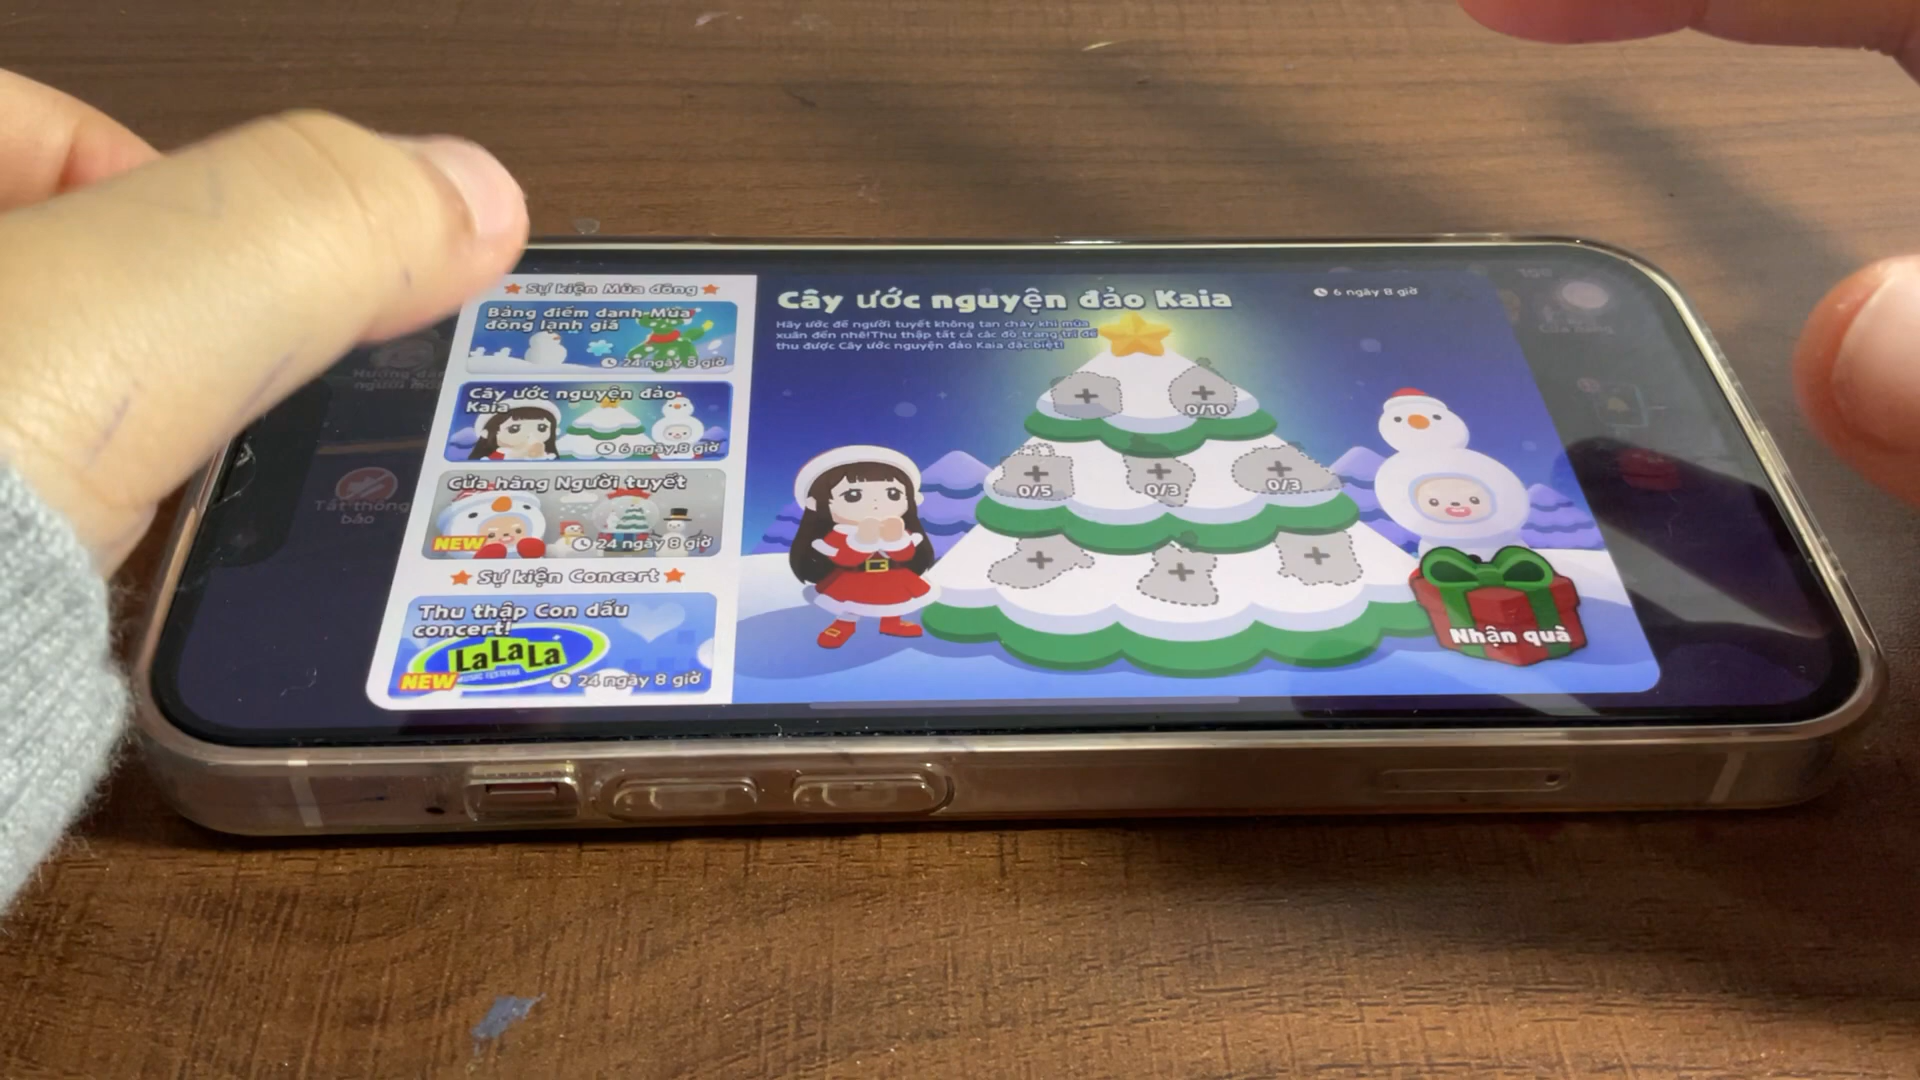 Sự kiện Mùa đông
Bảng điểm danh Mùa
đông lạnh giá
24 ngày 8 giờ
Cây ước nguyện đảo
Kaia
6 ngày 8 giờ
Cửa hàng Người tuyết
NEW
24 ngày 8 giờ
Sự kiện Concert
Thu thập Con dấu
concert!
LaLaLa
NEW
24 ngày 8 giờ
Cây ước nguyện đảo Kaia
6 ngày 8 giờ
Hãy ước để người tuyết không tan chảy khi mùa
xuân đến nhé!Thu thập tất cả các đồ trang trí để
thu được Cây ước nguyện đảo Kaia đặc biệt!
0/10
0/5
0/3
0/3
Nhận quà
Tắt thông
báo